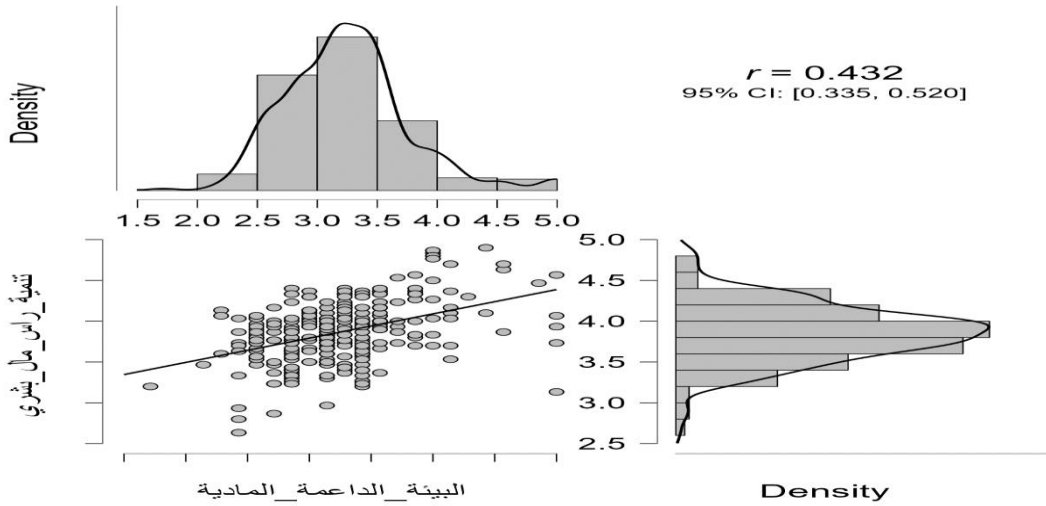 Density
r = 0.432
95% CI: [0.335, 0.520]
1.5 2.0 2.5 3.0 3.5 4.0 4.5 5.0
تنمية_راس_مال_بشري
5.0
4.5
4.0
3.5
3.0
2.5
البيئة_الداعمة_المادية
Density